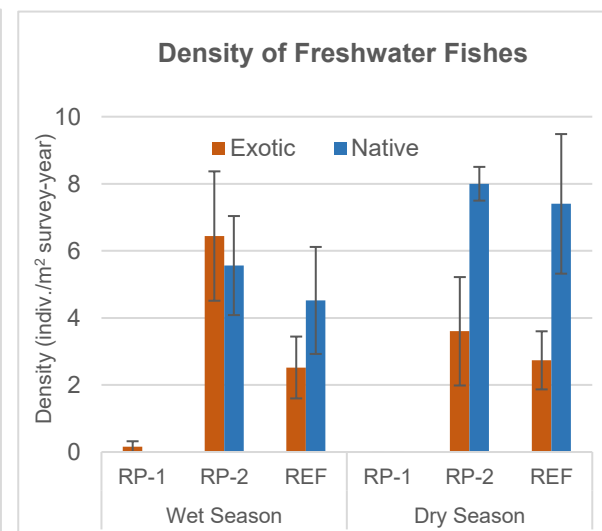 Density of Freshwater Fishes
Density (indiv./m² survey-year)
10
8
6
4
2
0
Exotic Native
RP-1 RP-2 REF RP-1 RP-2 REF
Wet Season Dry Season